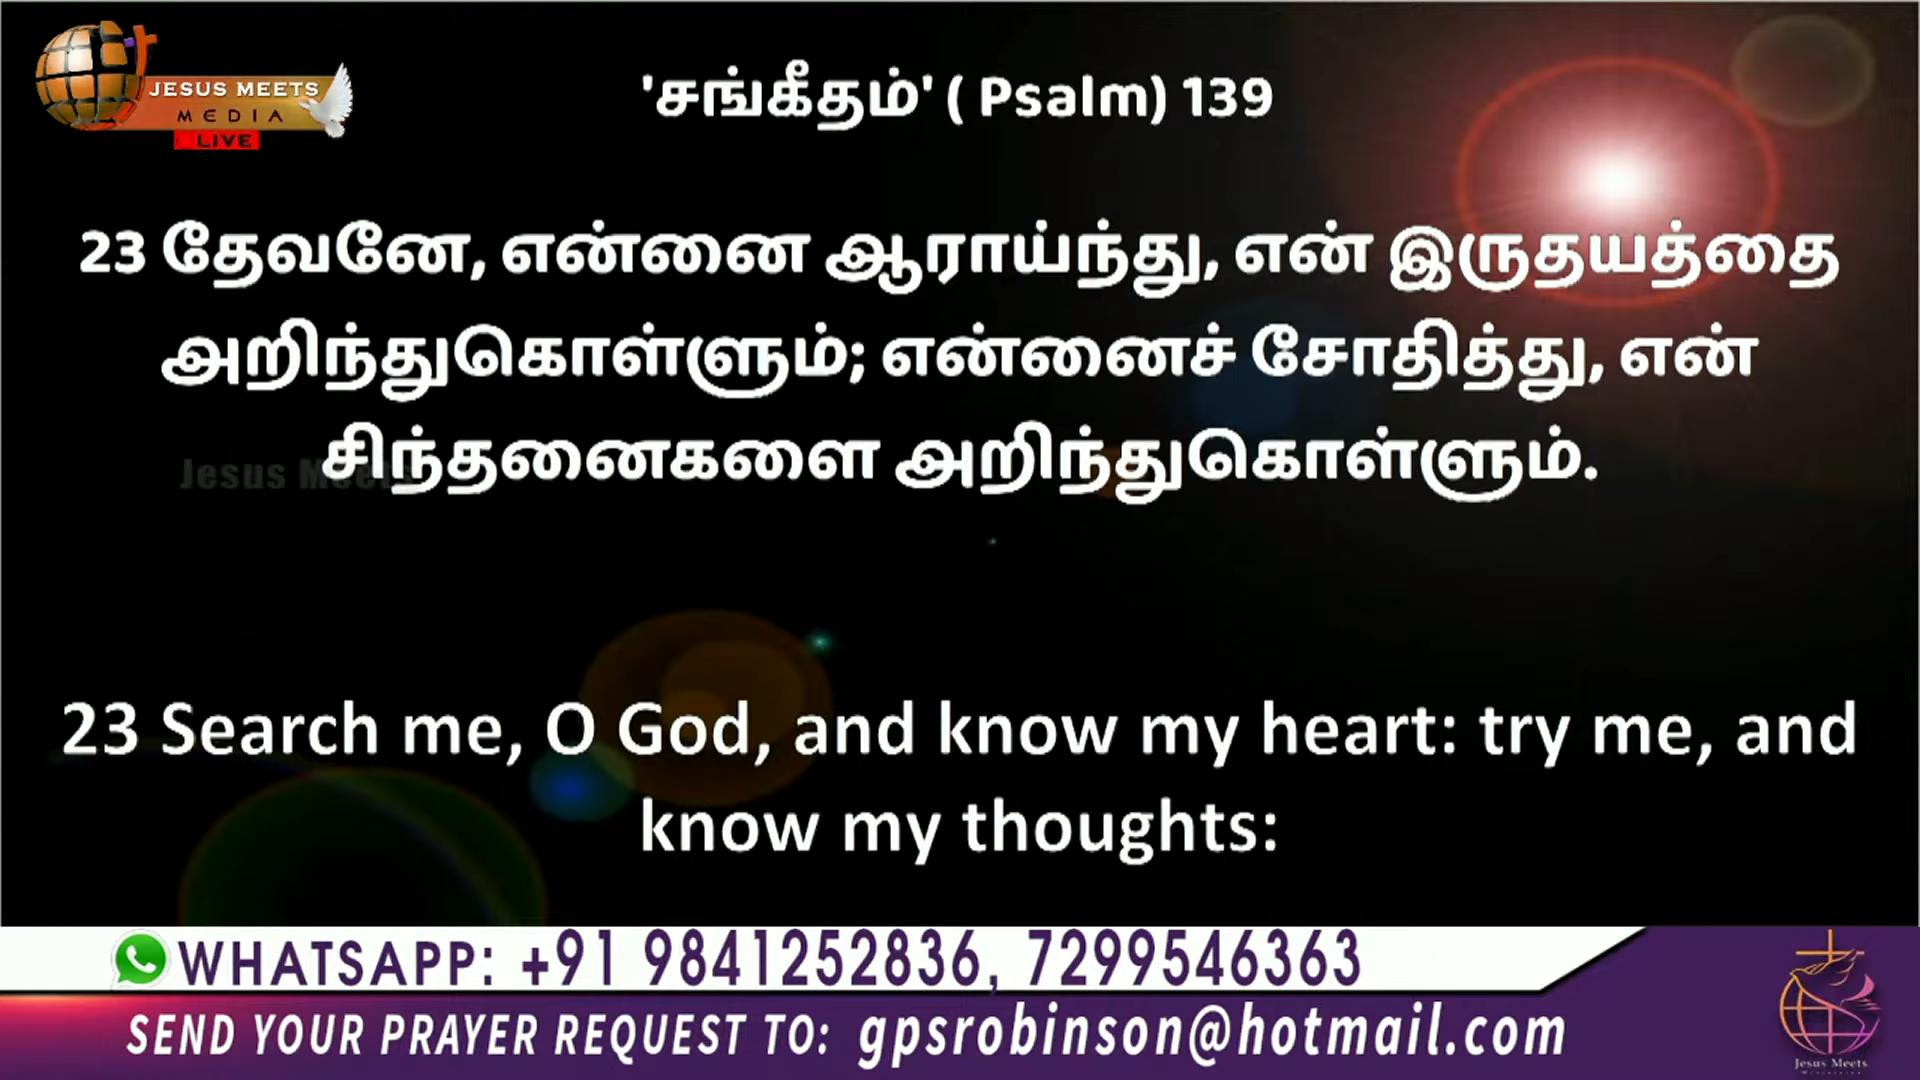 JESUS MEETS
MEDIA
LIVE
'சங்கீதம்' ( Psalm) 139
23 தேவனே, என்னை ஆராய்ந்து, என் இருதயத்தை
அறிந்துகொள்ளும்; என்னைச் சோதித்து, என்
சிந்தனைகளை அறிந்துகொள்ளும்.
Jesus Meets
23 Search me, O God, and know my heart: try me, and
know my thoughts:
WHATSAPP: +91 9841252836, 7299546363
SEND YOUR PRAYER REQUEST TO: gpsrobinson@hotmail.com
Jesus Meets